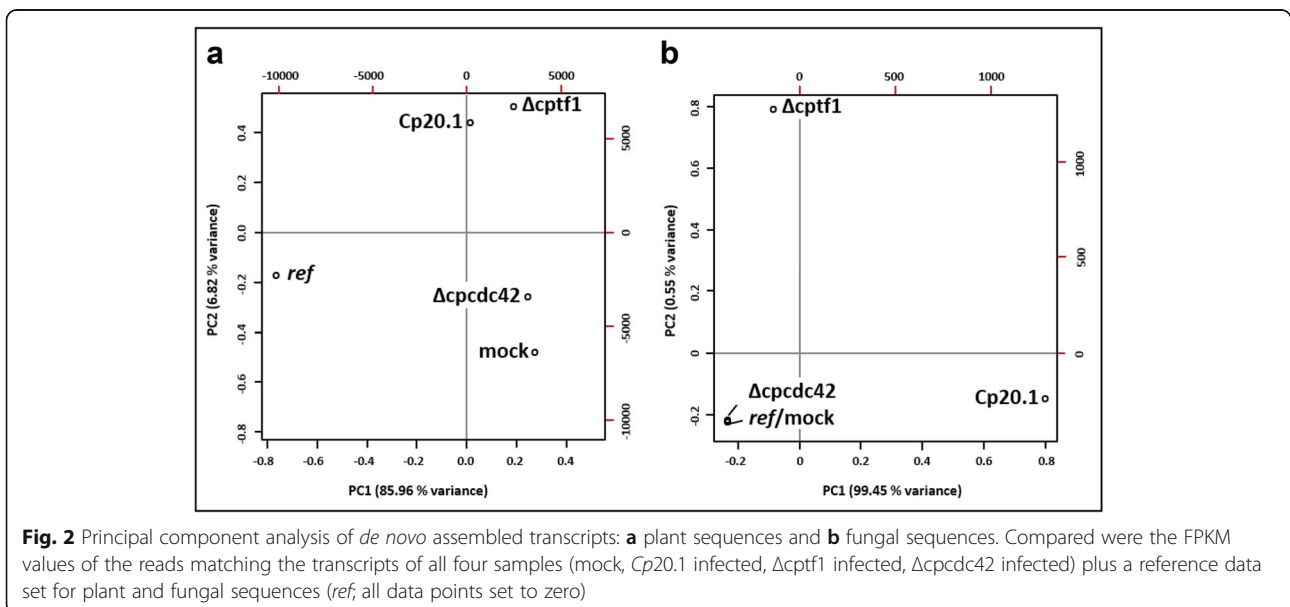 a
-10000 -5000 0 5000
Δcptf1
Cp20.1
ref
Δcpcdc42
mock
PC2 (6.82 % variance)
0.4
0.2
0.0
-0.2
-0.4
-0.6
-0.8
5000
0
-5000
-10000
-0.8 -0.6 -0.4 -0.2 0.0 0.2 0.4
PC1 (85.96 % variance)
b
0 500 1000
Δcptf1
Δcpcdc42
ref/mock
Cp20.1
PC2 (0.55 % variance)
0.8
0.6
0.4
0.2
0
-0.2
1000
500
0
-0.2 0 0.2 0.4 0.6 0.8
PC1 (99.45 % variance)
Fig. 2 Principal component analysis of de novo assembled transcripts: a plant sequences and b fungal sequences. Compared were the FPKM
values of the reads matching the transcripts of all four samples (mock, Cp20.1 infected, Δcptf1 infected, Δcpcdc42 infected) plus a reference data
set for plant and fungal sequences (ref; all data points set to zero)